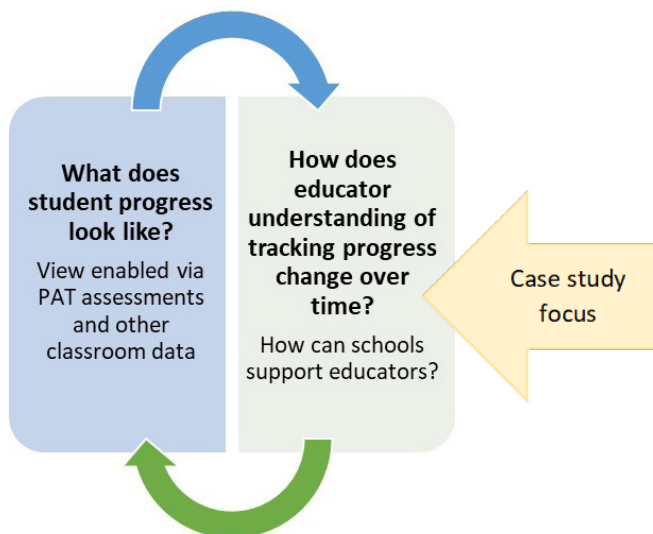 What does
student progress
look like?
View enabled via
PAT assessments
and other
classroom data
How does
educator
understanding of
tracking progress
change over
time?
How can schools
support educators?
Case study
focus